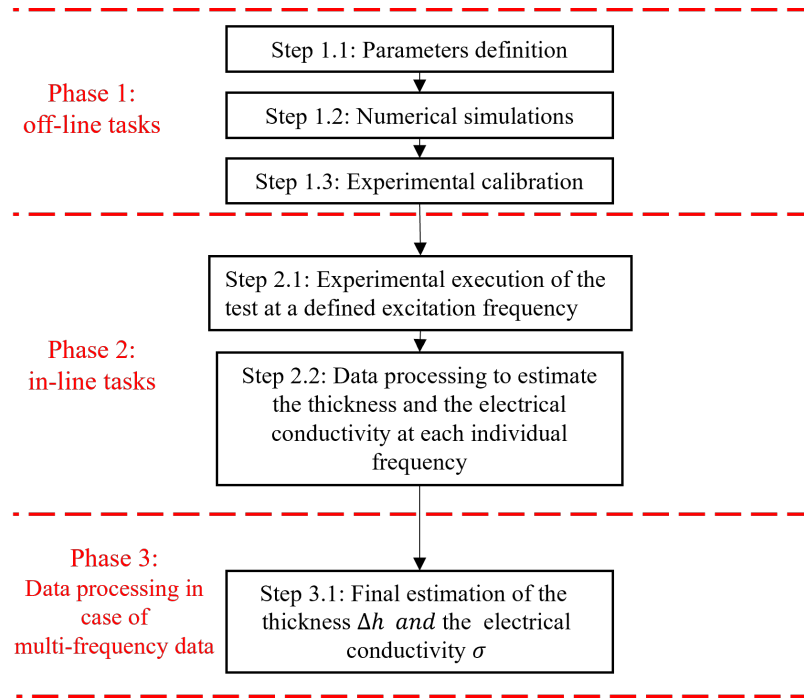 Step 1.1: Parameters definition
Phase 1:
off-line tasks
Step 1.2: Numerical simulations
Step 1.3: Experimental calibration
Step 2.1: Experimental execution of the
test at a defined excitation frequency
Phase 2:
in-line tasks
Step 2.2: Data processing to estimate
the thickness and the electrical
conductivity at each individual
frequency
Phase 3:
Data processing in
case of
multi-frequency data
Step 3.1: Final estimation of the
thickness Δh and the electrical
conductivity σ